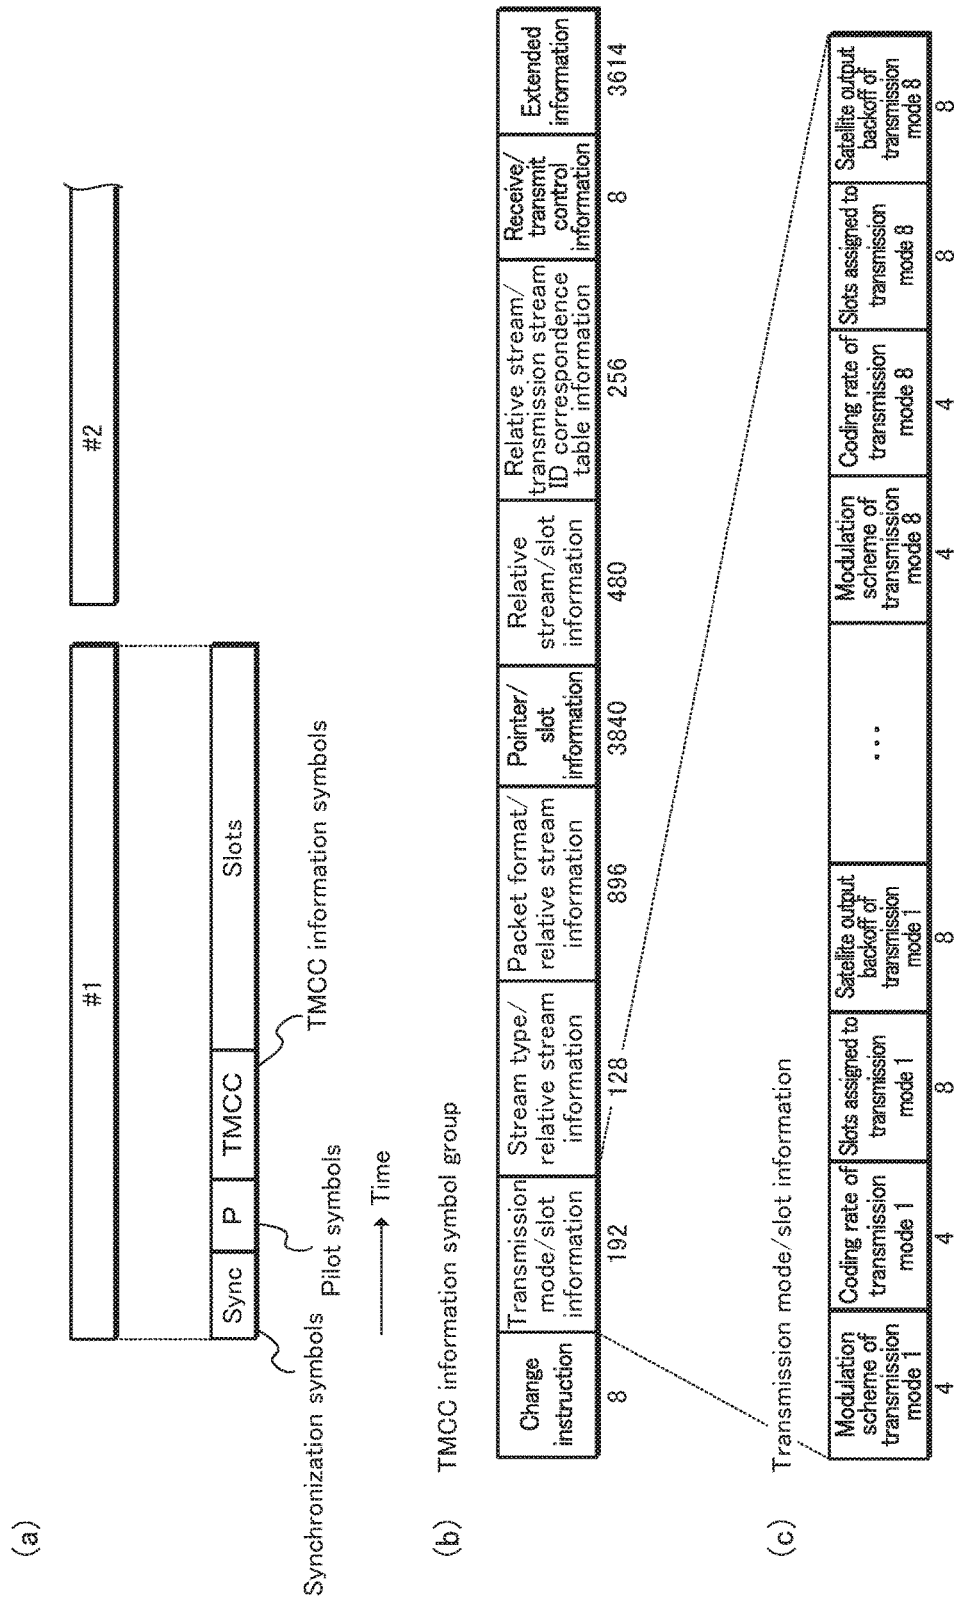 (a)
#1
#2
Sync
P
TMCC
Slots
Synchronization symbols
Pilot symbols
TMCC information symbols
Time
(b)
TMCC information symbol group
Change
instruction
Transmission
mode/slot
information
Stream type/
relative stream
information
Packet format/
relative stream
information
Pointer/
slot
information
Relative
stream/slot
information
Relative stream/
transmission stream
ID correspondence
table information
Receive/
transmit
control
information
Extended
information
8
192
128
896
3840
480
256
8
3614
(c)
Transmission mode/slot information
Modulation
scheme of
transmission
mode 1
Coding rate of
transmission
mode 1
Slots assigned to
transmission
mode 1
Satellite output
backoff of
transmission
mode 1
...
Modulation
scheme of
transmission
mode 8
Coding rate of
transmission
mode 8
Slots assigned to
transmission
mode 8
Satellite output
backoff of
transmission
mode 8
4
4
8
8
4
4
8
8